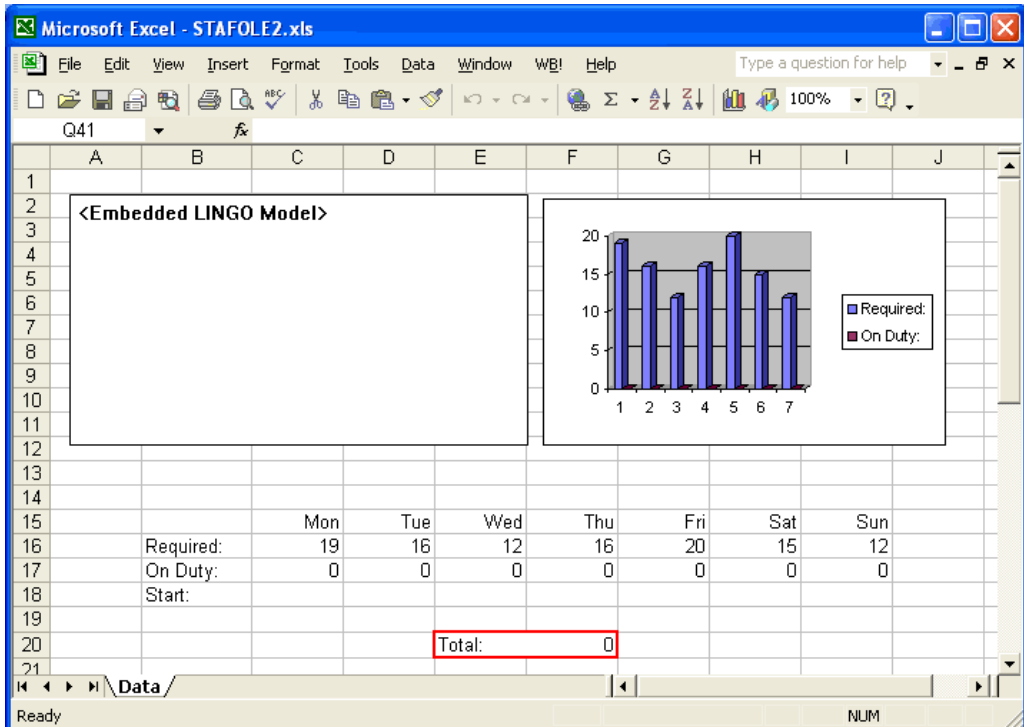 Microsoft Excel - STAFOLE2.xls
File Edit View Insert Format Tools Data Window WB! Help Type a question for help
ABC Σ A Z Z A 100% ?
Q41 fx
A B C D E F G H I J
1
2
3
4
5
6
7
8
9
10
11
12
13
14
15
16
17
18
19
20
21
<Embedded LINGO Model>
20
15
10
5
0
1 2 3 4 5 6 7
Required:
On Duty:
Mon Tue Wed Thu Fri Sat Sun
Required: 19 16 12 16 20 15 12
On Duty: 0 0 0 0 0 0 0
Start:
Total: 0
Data
Ready NUM